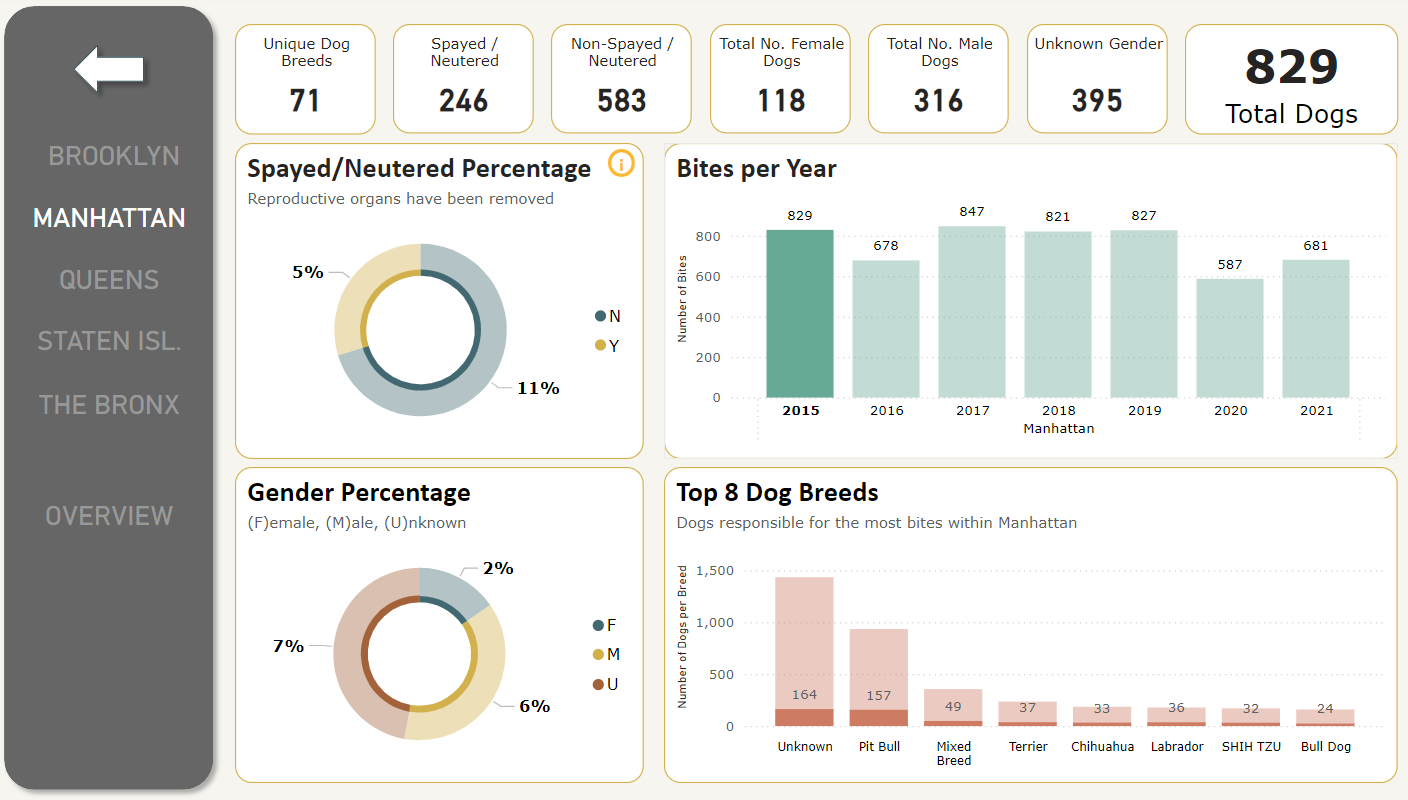 BROOKLYN
MANHATTAN
QUEENS
STATEN ISL.
THE BRONX
OVERVIEW
Unique Dog
Breeds
71
Spayed /
Neutered
246
Non-Spayed /
Neutered
583
Total No. Female
Dogs
118
Total No. Male
Dogs
316
Unknown Gender
395
829
Total Dogs
Spayed/Neutered Percentage
Reproductive organs have been removed
5%
11%
N
Y
Bites per Year
Number of Bites
800
600
400
200
0
829
678
847
821
827
587
681
2015
2016
2017
2018
2019
2020
2021
Manhattan
Gender Percentage
(F)emale, (M)ale, (U)nknown
2%
7%
6%
F
M
U
Top 8 Dog Breeds
Dogs responsible for the most bites within Manhattan
Number of Dogs per Breed
1,500
1,000
500
0
164
157
49
37
33
36
32
24
Unknown
Pit Bull
Mixed
Breed
Terrier
Chihuahua
Labrador
SHIH TZU
Bull Dog